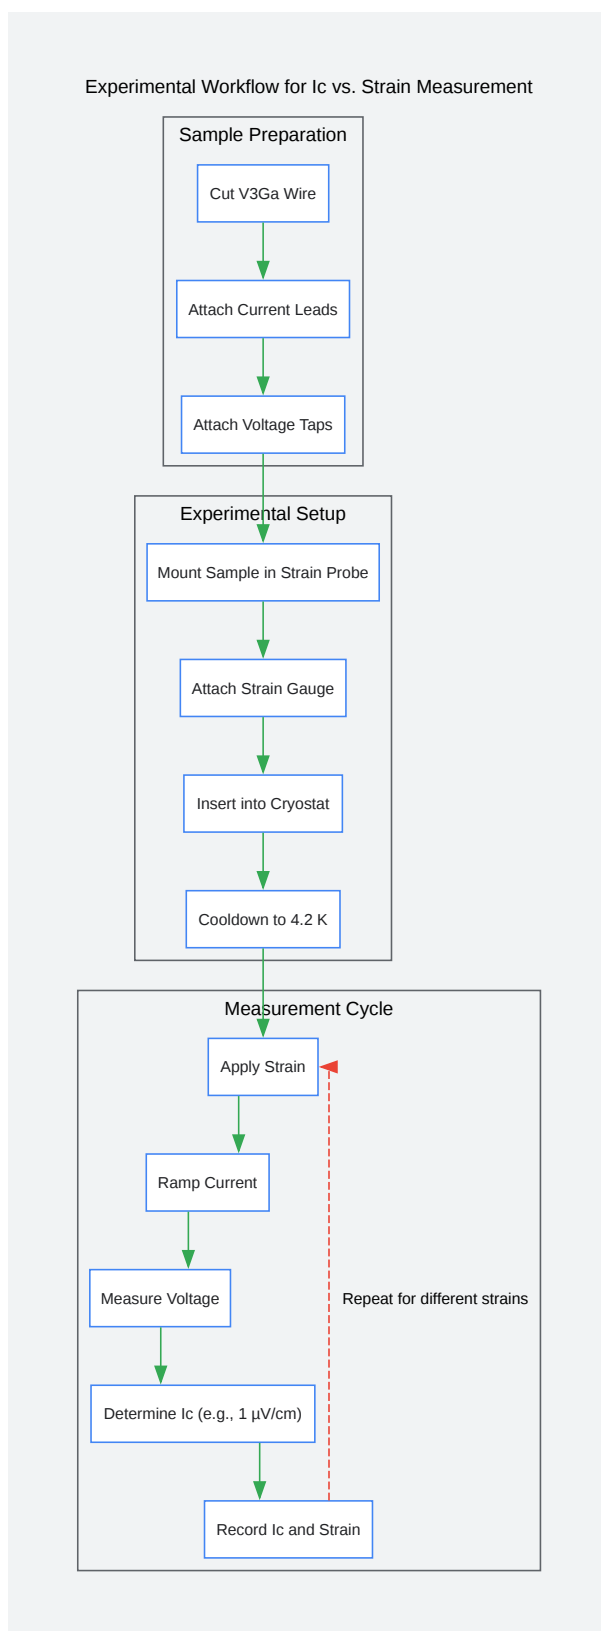 Experimental Workflow for Ic vs. Strain Measurement
Sample Preparation
Cut V3Ga Wire
Attach Current Leads
Attach Voltage Taps
Experimental Setup
Mount Sample in Strain Probe
Attach Strain Gauge
Insert into Cryostat
Cooldown to 4.2 K
Measurement Cycle
Apply Strain
Ramp Current
Measure Voltage
Repeat for different strains
Determine Ic (e.g., 1 µV/cm)
Record Ic and Strain